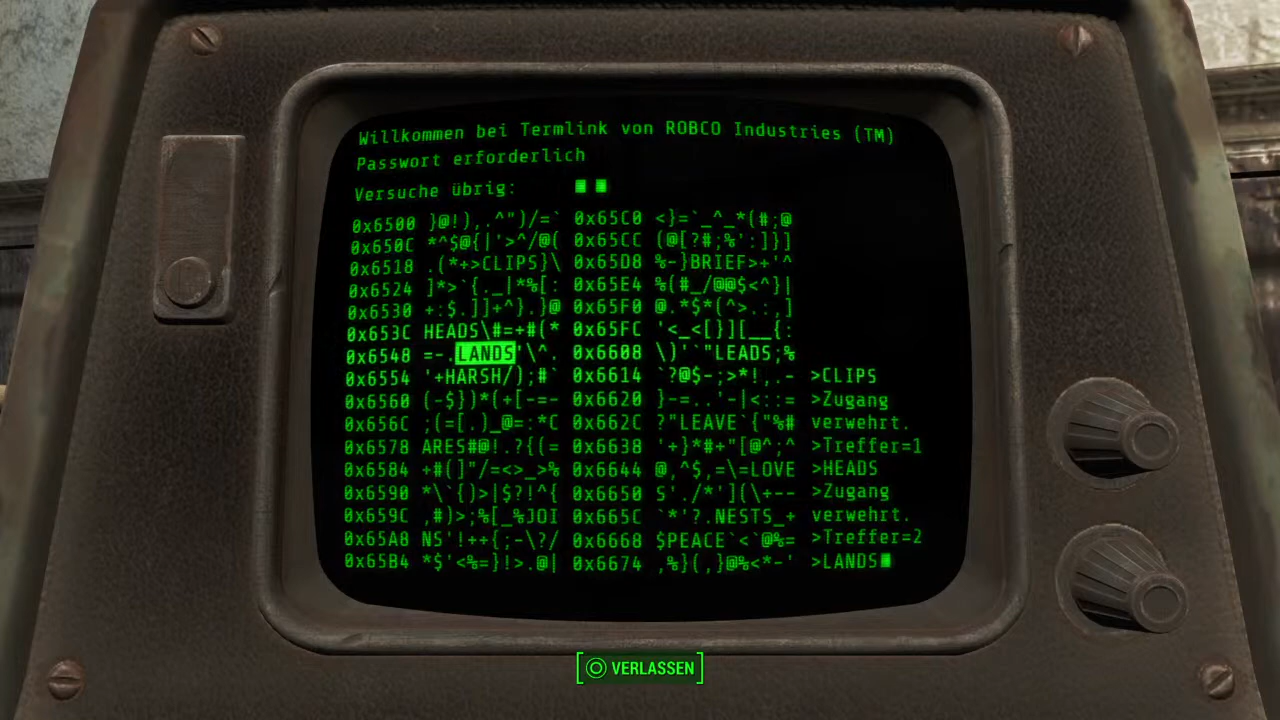 Willkommen bei Termlink von ROBCO Industries (TM)
Passwort erforderlich
Versuche übrig:
0x6500 }@!),.^")/=` 0x65C0 <}=`_^_*(#;@
0x650C *^$@{|'>^/@( 0x65CC (@[?#;%':]}]
0x6518 .(*+>CLIPS}\ 0x65D8 %-}BRIEF>+'^
0x6524 ]*>`{._|*%[: 0x65E4 %(#_/@@$<^}|
0x6530 +:$.]]+^}.}@ 0x65F0 @.*$*(^>.:,]
0x653C HEADS\#=+#(* 0x65FC '<_<[}][__{:
0x6548 =-.LANDS'\^. 0x6608 \)'`"LEADS;%
0x6554 '+HARSH/);#` 0x6614 `?@$-;>*!,.- >CLIPS
0x6560 (-$})*(+[-=- 0x6620 }-=..'-|<::= >Zugang
0x656C ;(=[.)_@=:*C 0x662C ?"LEAVE`{"%# verwehrt.
0x6578 ARES#@!.?{(= 0x6638 '+}*#+"[@^;^ >Treffer=1
0x6584 +#(]"/=<>_>% 0x6644 @,^$,=\=LOVE >HEADS
0x6590 *\`{)>|$?!^{ 0x6650 S'./*'](\+-- >Zugang
0x659C ,#)>;%[_%JOI 0x665C `*'?.NESTS_+ verwehrt.
0x65A8 NS'!++{;-\?/ 0x6668 $PEACE`<`@%= >Treffer=2
0x65B4 *$'<%=}!>.@| 0x6674 ,%}(,}@%<*-' >LANDS
VERLASSEN